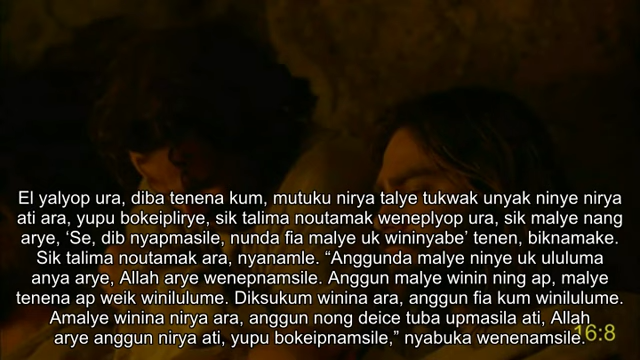 El yalyop ura, diba tenena kum, mutuku nirya talye tukwak unyak ninye nirya
ati ara, yupu bokeiplirye, sik talima noutamak weneplyop ura, sik malye nang
arye, ‘Se, dib nyapmasile, nunda fia malye uk wininyabe’ tenen, biknamake.
Sik talima noutamak ara, nyanamle. “Anggunda malye ninye uk ululuma
anya arye, Allah arye wenepnamsile. Anggun malye winin ning ap, malye
tenena ap weik winilulume. Diksukum winina ara, anggun fia kum winilulume.
Amalye winina nirya ara, anggun nong deice tuba upmasila ati, Allah
arye anggun nirya ati, yupu bokeipnamsile,” nyabuka wenenamsile.
16:8